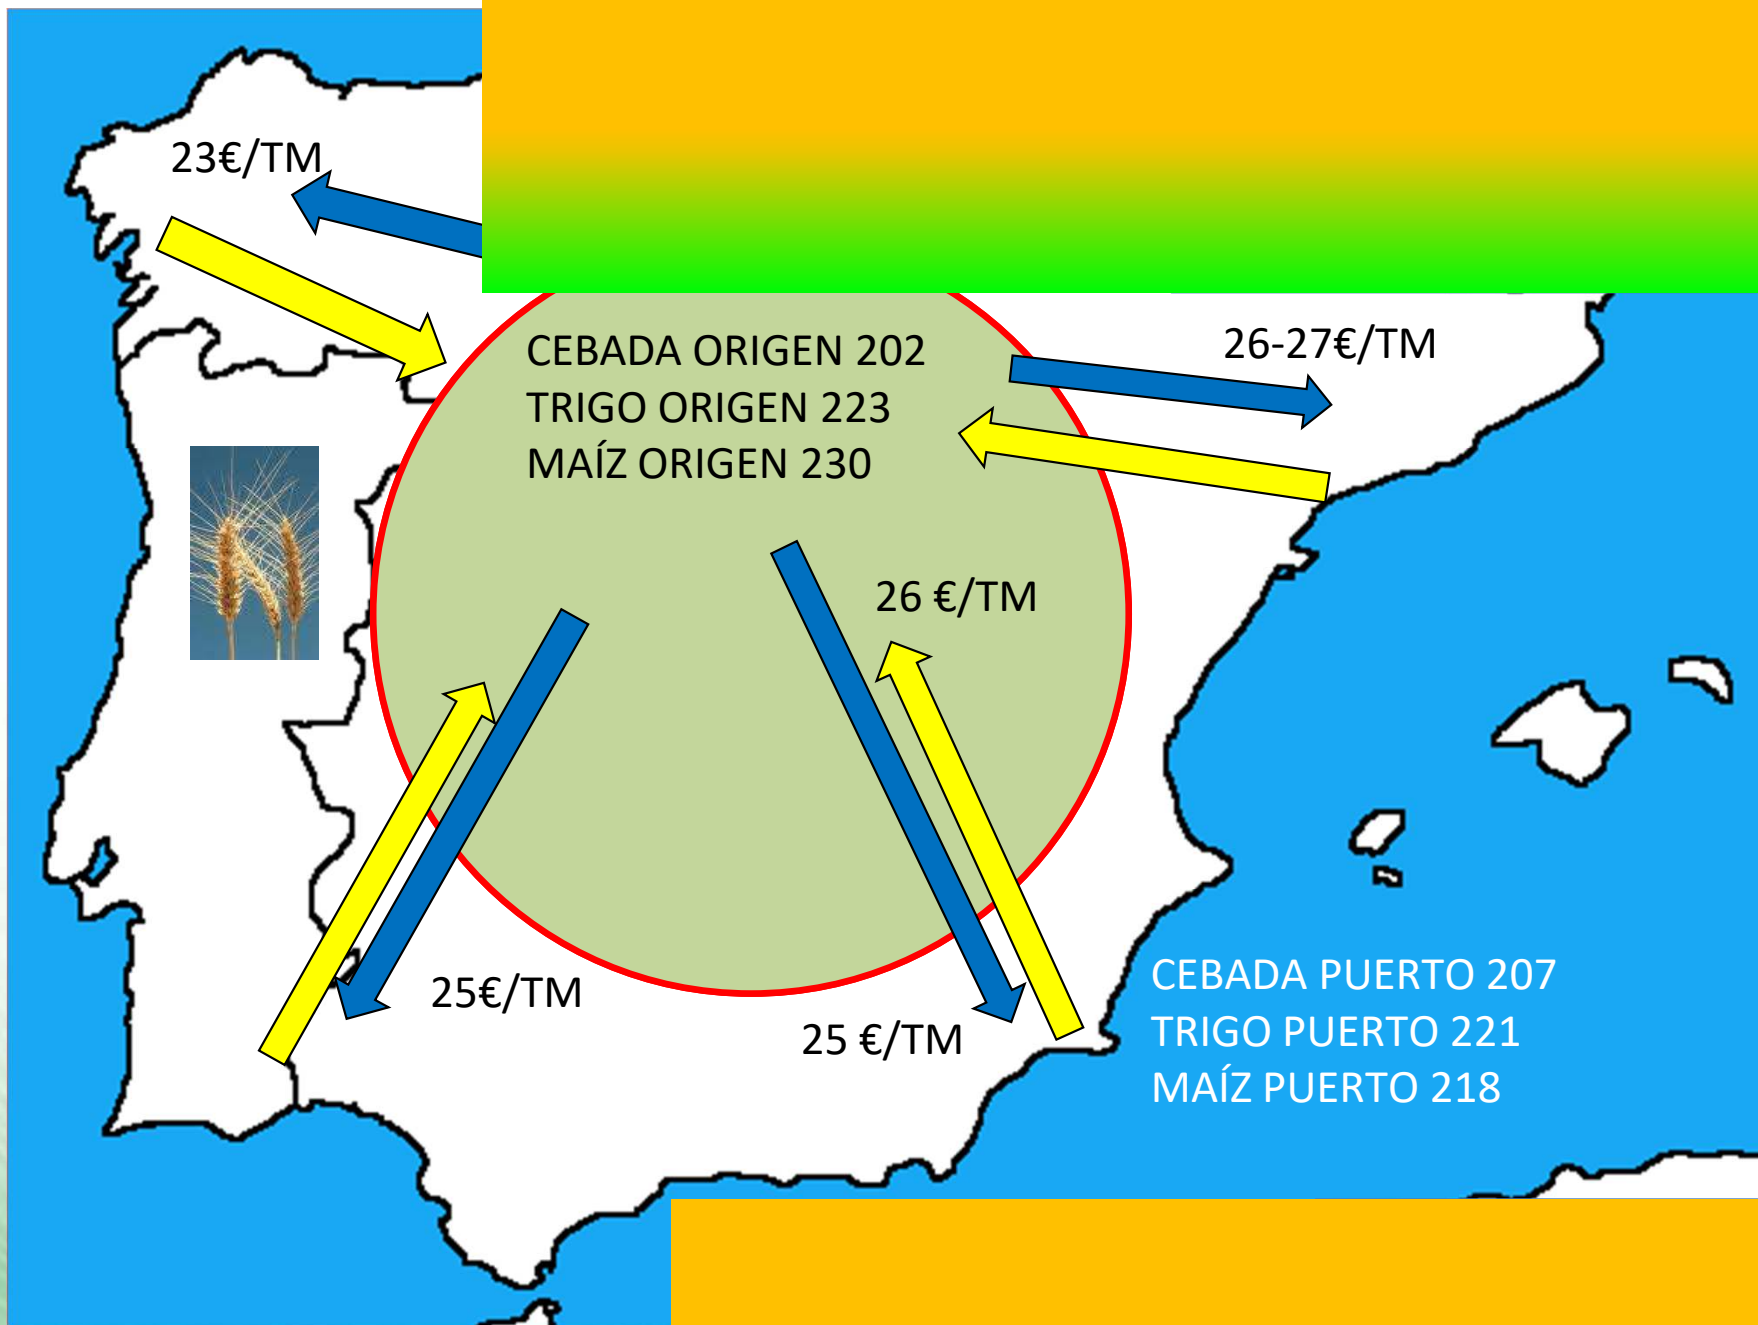 23€/TM
CEBADA ORIGEN 202
TRIGO ORIGEN 223
MAÍZ ORIGEN 230
26-27€/TM
26 €/TM
25€/TM
25 €/TM
CEBADA PUERTO 207
TRIGO PUERTO 221
MAÍZ PUERTO 218